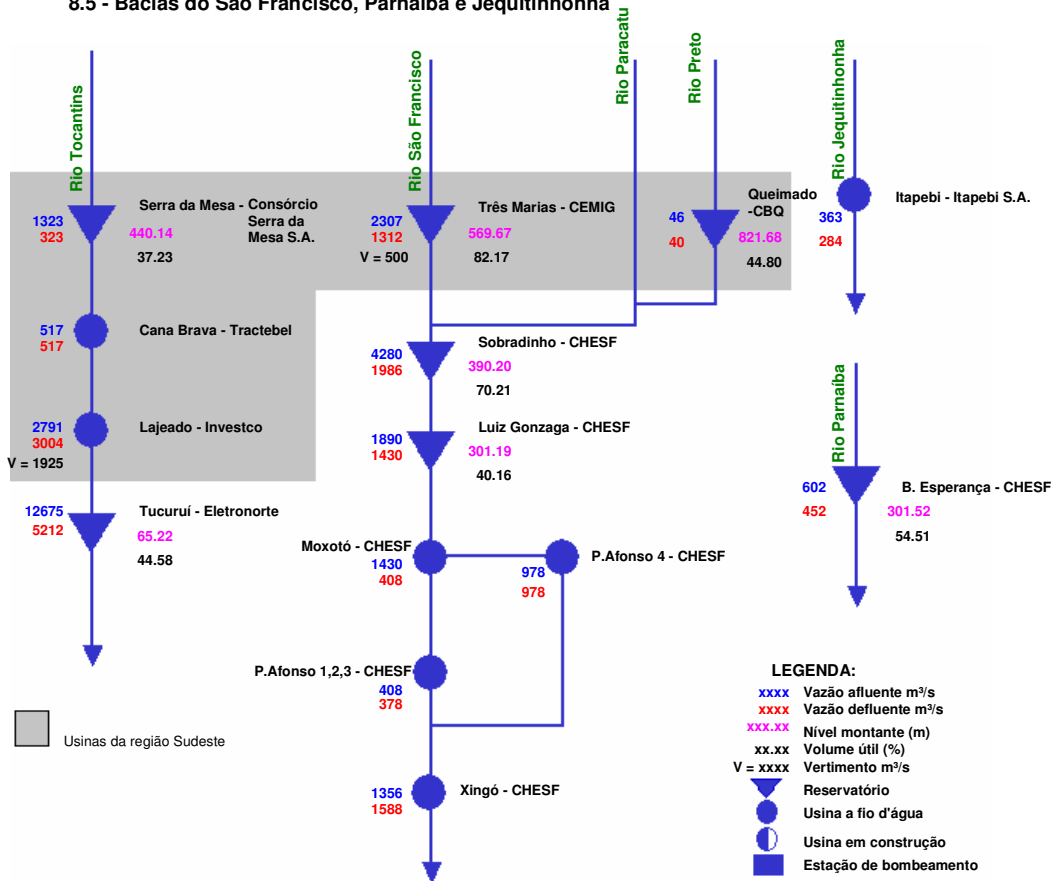 8.5 - Bacias do São Francisco, Parnaíba e Jequitinhonha
Rio Tocantins
Rio São Francisco
Rio Paracatu
Rio Preto
Rio Jequitinhonha
1323
323
Serra da Mesa - Consórcio
Serra da
Mesa S.A.
440.14
37.23
2307
1312
V = 500
Três Marias - CEMIG
569.67
82.17
46
40
Queimado
-CBQ
821.68
44.80
363
284
Itapebi - Itapebi S.A.
517
517
Cana Brava - Tractebel
4280
1986
Sobradinho - CHESF
390.20
70.21
2791
3004
V = 1925
Lajeado - Investco
1890
1430
Luiz Gonzaga - CHESF
301.19
40.16
Rio Parnaíba
602
452
B. Esperança - CHESF
301.52
54.51
12675
5212
Tucuruí - Eletronorte
65.22
44.58
Moxotó - CHESF
1430
408
978
978
P.Afonso 4 - CHESF
P.Afonso 1,2,3 - CHESF
408
378
1356
1588
Xingó - CHESF
Usinas da região Sudeste
LEGENDA:
xxxx Vazão afluente m³/s
xxxx Vazão defluente m³/s
xxx.xx Nível montante (m)
xx.xx Volume útil (%)
V = xxxx Vertimento m³/s
Reservatório
Usina a fio d'água
Usina em construção
Estação de bombeamento